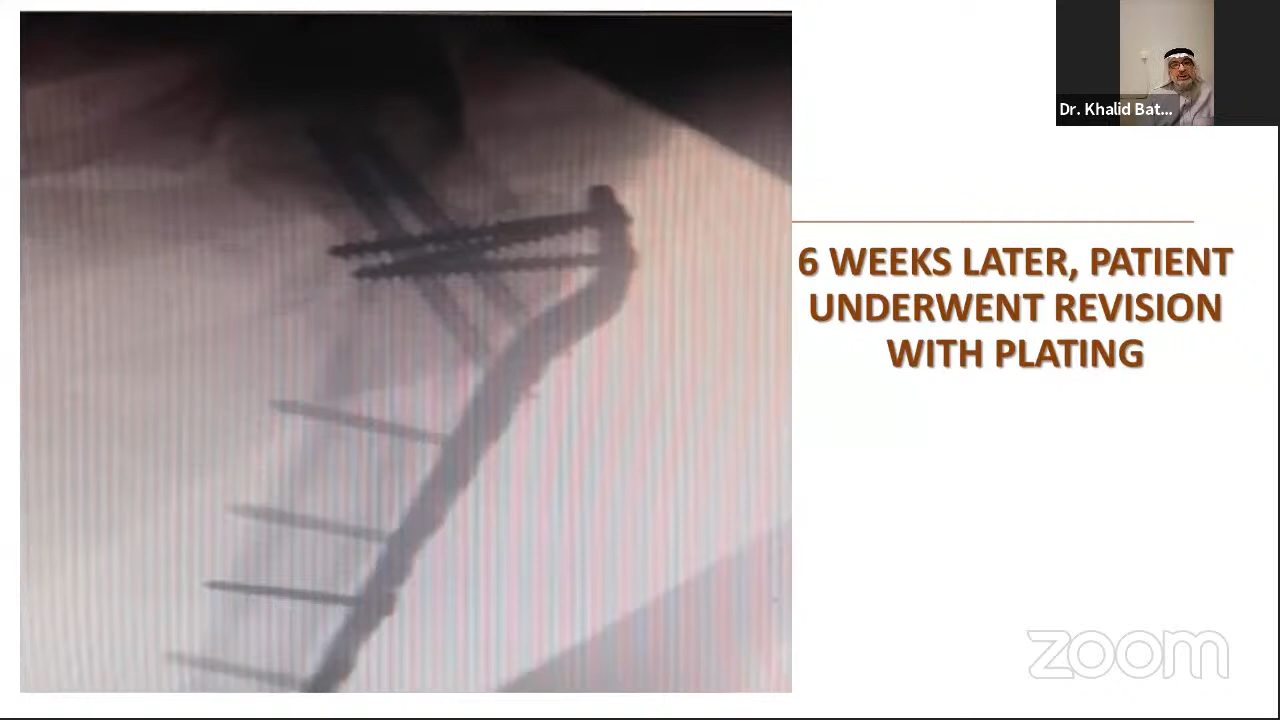 Dr. Khalid Bat...
6 WEEKS LATER, PATIENT
UNDERWENT REVISION
WITH PLATING
zoom